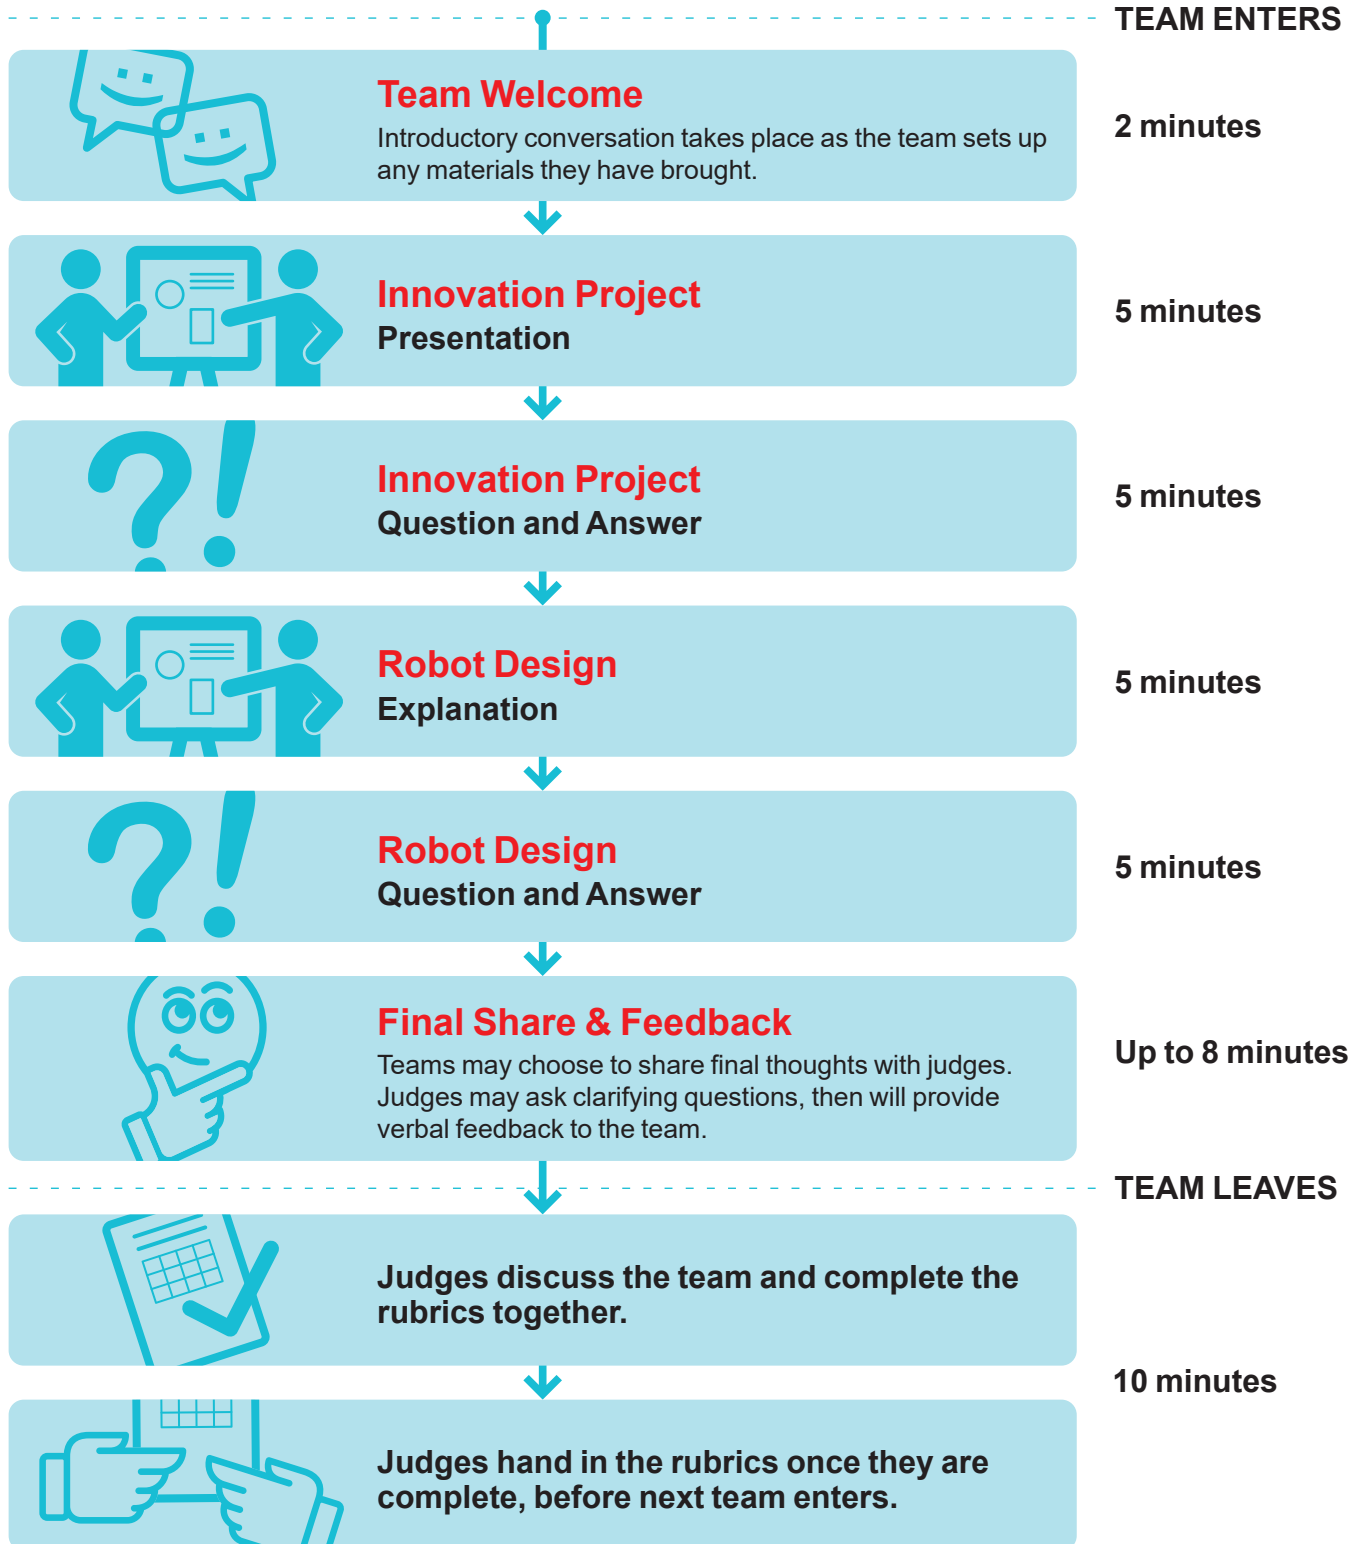 TEAM ENTERS
Team Welcome
Introductory conversation takes place as the team sets up
any materials they have brought.
2 minutes
Innovation Project
Presentation
5 minutes
Innovation Project
Question and Answer
5 minutes
Robot Design
Explanation
5 minutes
Robot Design
Question and Answer
5 minutes
Final Share & Feedback
Teams may choose to share final thoughts with judges.
Judges may ask clarifying questions, then will provide
verbal feedback to the team.
Up to 8 minutes
TEAM LEAVES
Judges discuss the team and complete the
rubrics together.
10 minutes
Judges hand in the rubrics once they are
complete, before next team enters.